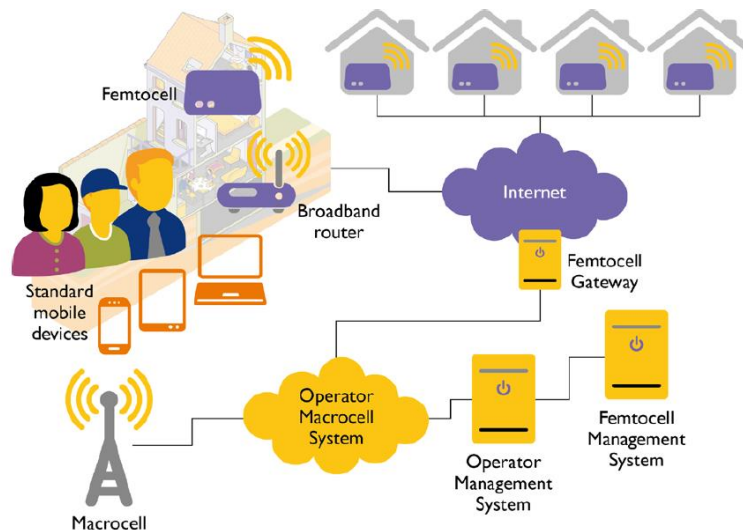 Femtocell
Internet
Broadband
router
Femtocell
Gateway
Standard
mobile
devices
Operator
Macrocell
System
Femtocell
Management
System
Operator
Management
System
Macrocell